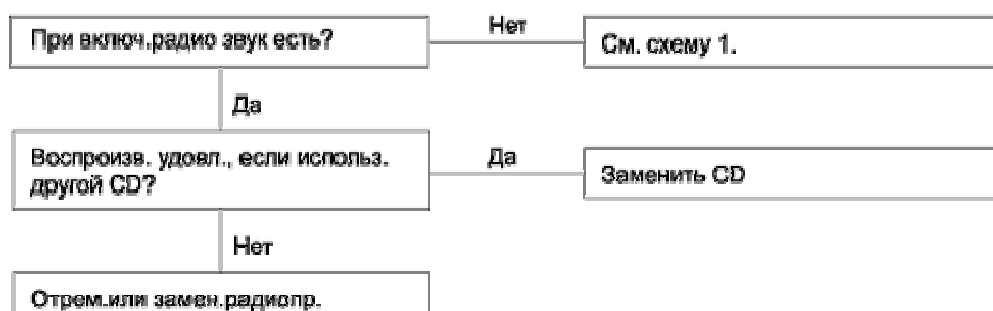 При включ.радио звук есть?
Нет
См. схему 1.
Да
Воспроизв. удовл., если использ.
другой CD?
Да
Заменить CD
Нет
Отрем.или замен.радиопр.